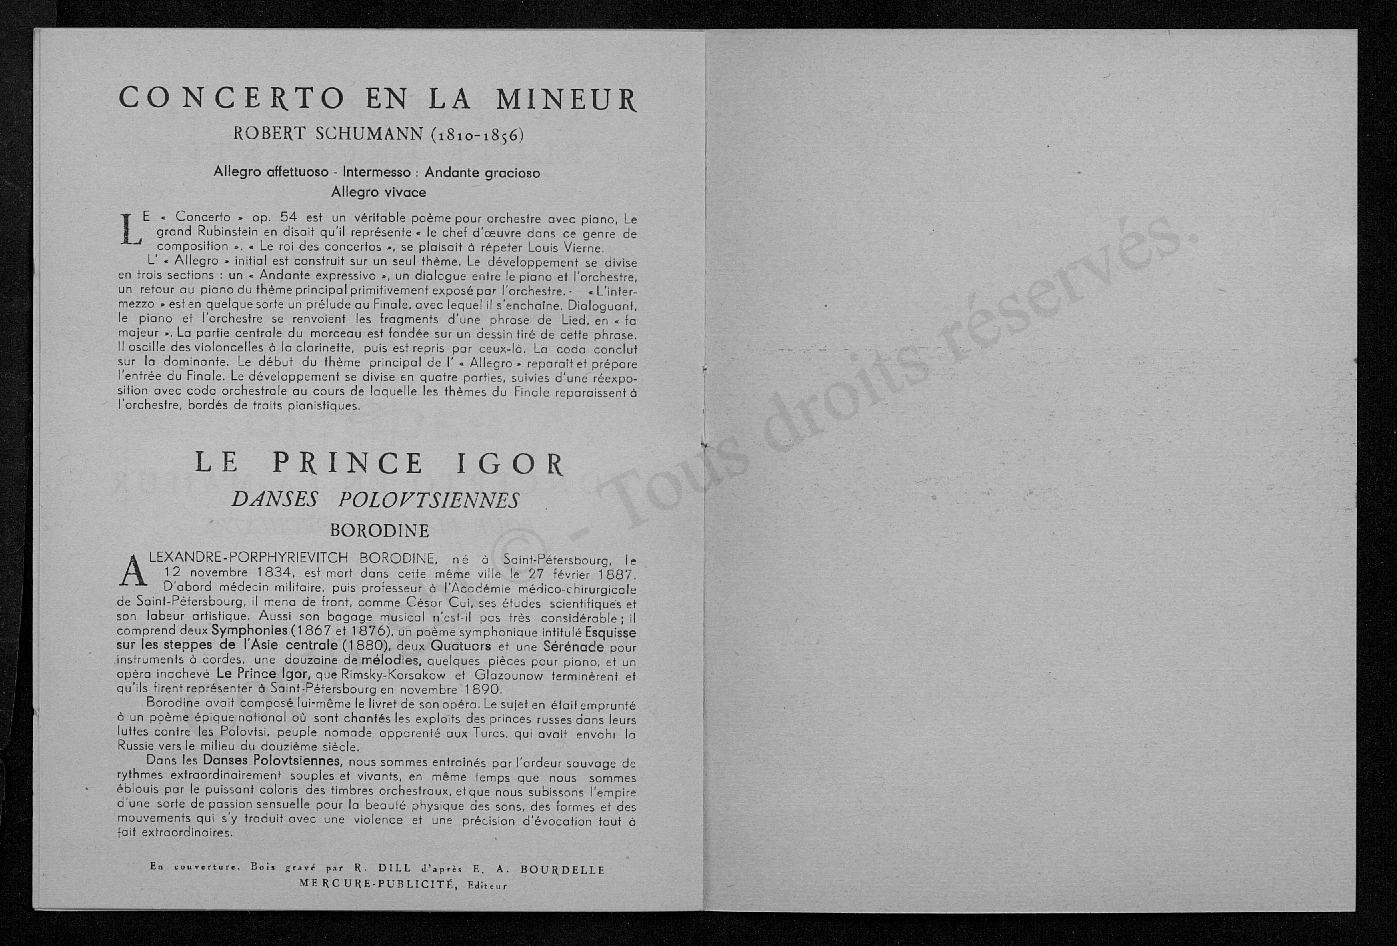 CONCERTO EN LA MINEUR
ROBERT SCHUMANN (1810-1856)
Allegro affettuoso - Intermesso : Andante gracioso
Allegro vivace
LE « Concerto » op. 54 est un véritable poème pour orchestre avec piano, Le
grand Rubinstein en disait qu'il représente « le chef d'œuvre dans ce genre de
composition ». « Le roi des concertos », se plaisait à répeter Louis Vierne.
L' « Allegro » initial est construit sur un seul thème. Le développement se divise
en trois sections : un « Andante expressivo », un dialogue entre le piano et l'orchestre,
un retour au piano du thème principal primitivement exposé par l'orchestre. - « L'inter-
mezzo » est en quelque sorte un prélude au Finale, avec lequel il s'enchaîne. Dialoguant,
le piano et l'orchestre se renvoient les fragments d'une phrase de Lied, en « fa
majeur ». La partie centrale du morceau est fondée sur un dessin tiré de cette phrase.
Il oscille des violoncelles à la clarinette, puis est repris par ceux-là. La coda conclut
sur la dominante. Le début du thème principal de l' « Allegro » reparaît et prépare
l'entrée du Finale. Le développement se divise en quatre parties, suivies d'une réexpo-
sition avec coda orchestrale au cours de laquelle les thèmes du Finale reparaissent à
l'orchestre, bordés de traits pianistiques.
LE PRINCE IGOR
DANSES POLOVTSIENNES
BORODINE
ALEXANDRE-PORPHYRIEVITCH BORODINE, né à Saint-Pétersbourg, le
12 novembre 1834, est mort dans cette même ville le 27 février 1887.
D'abord médecin militaire, puis professeur à l'Académie médico-chirurgicale
de Saint-Pétersbourg, il mena de front, comme César Cui, ses études scientifiques et
son labeur artistique. Aussi son bagage musical n'est-il pas très considérable ; il
comprend deux Symphonies (1867 et 1876), un poème symphonique intitulé Esquisse
sur les steppes de l'Asie centrale (1880), deux Quatuors et une Sérénade pour
instruments à cordes, une douzaine de mélodies, quelques pièces pour piano, et un
opéra inachevé Le Prince Igor, que Rimsky-Korsakow et Glazounow terminèrent et
qu'ils firent représenter à Saint-Pétersbourg en novembre 1890.
Borodine avait composé lui-même le livret de son opéra. Le sujet en était emprunté
à un poème épique national où sont chantés les exploits des princes russes dans leurs
luttes contre les Polovtsi, peuple nomade apparenté aux Turcs, qui avait envahi la
Russie vers le milieu du douzième siècle.
Dans les Danses Polovtsiennes, nous sommes entraînés par l'ardeur sauvage de
rythmes extraordinairement souples et vivants, en même temps que nous sommes
éblouis par le puissant coloris des timbres orchestraux, et que nous subissons l'empire
d'une sorte de passion sensuelle pour la beauté physique des sons, des formes et des
mouvements qui s'y traduit avec une violence et une précision d'évocation tout à
fait extraordinaires.
En couverture, Bois gravé par R. DILL d'après E. A. BOURDELLE
MERCURE-PUBLICITÉ, Editeur
© - Tous droits réservés.